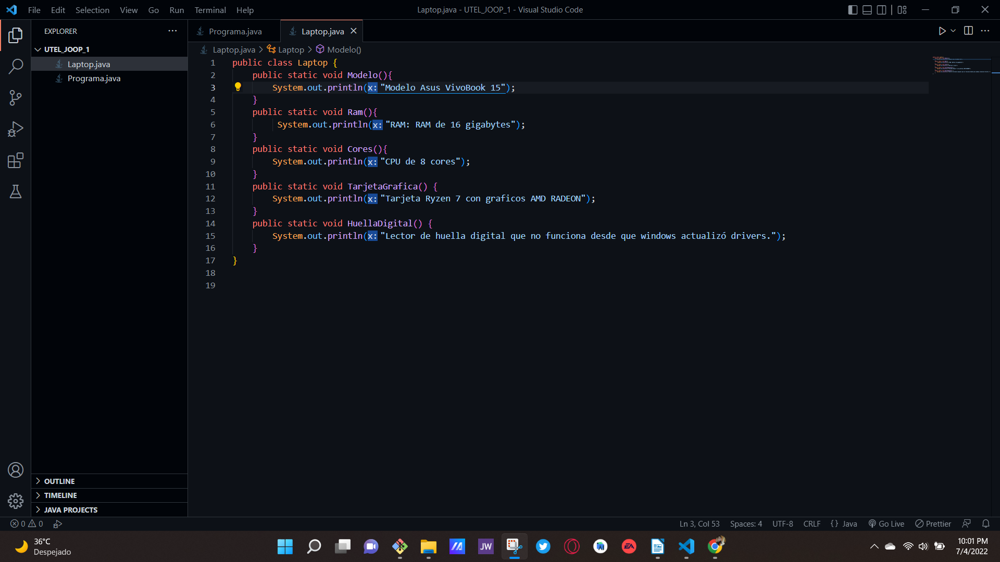 File Edit Selection View Go Run Terminal Help
Laptop.java - UTEL_JOOP_1 - Visual Studio Code
EXPLORER
UTEL_JOOP_1
Laptop.java
Programa.java
Programa.java
Laptop.java
Laptop.java > Laptop > Modelo()
1 public class Laptop {
2 public static void Modelo(){
3 System.out.println(x: "Modelo Asus VivoBook 15");
4 }
5 public static void Ram(){
6 System.out.println(x: "RAM: RAM de 16 gigabytes");
7 }
8 public static void Cores(){
9 System.out.println(x: "CPU de 8 cores");
10 }
11 public static void TarjetaGrafica() {
12 System.out.println(x: "Tarjeta Ryzen 7 con graficos AMD RADEON");
13 }
14 public static void HuellaDigital() {
15 System.out.println(x: "Lector de huella digital que no funciona desde que windows actualizó drivers.");
16 }
17 }
18
19
OUTLINE
TIMELINE
JAVA PROJECTS
0 0
Ln 3, Col 53 Spaces: 4 UTF-8 CRLF {} Java Go Live Prettier
36°C
Despejado
JW
EA
10:01 PM
7/4/2022